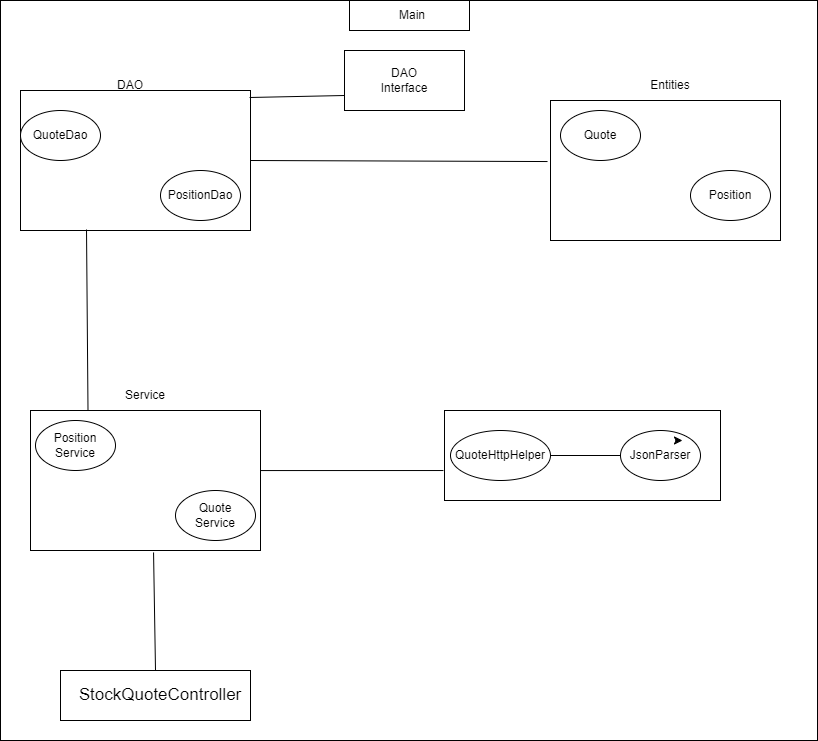 Main
DAO
Interface
DAO
Entities
QuoteDao
Quote
PositionDao
Position
Service
Position
Service
QuoteHttpHelper
JsonParser
Quote
Service
StockQuoteController